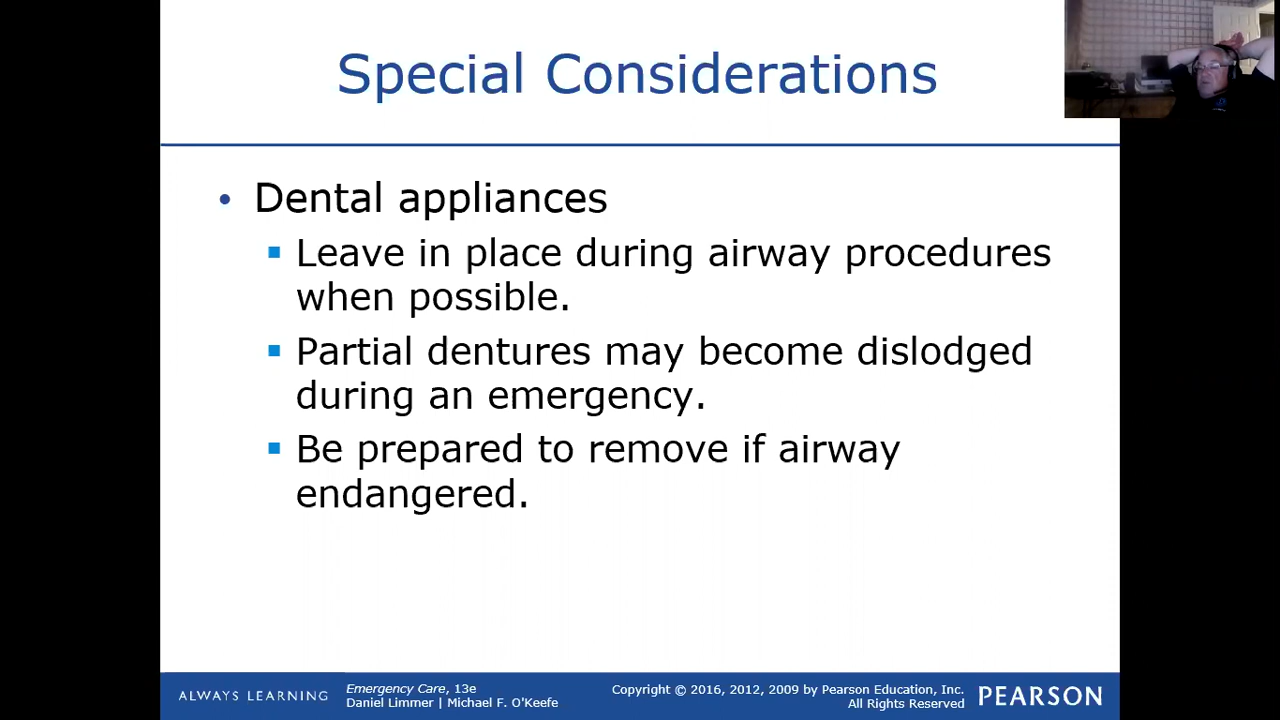 Special Considerations
• Dental appliances
▪ Leave in place during airway procedures
when possible.
▪ Partial dentures may become dislodged
during an emergency.
▪ Be prepared to remove if airway
endangered.
ALWAYS LEARNING
Emergency Care, 13e
Daniel Limmer | Michael F. O'Keefe
Copyright © 2016, 2012, 2009 by Pearson Education, Inc.
All Rights Reserved
PEARSON